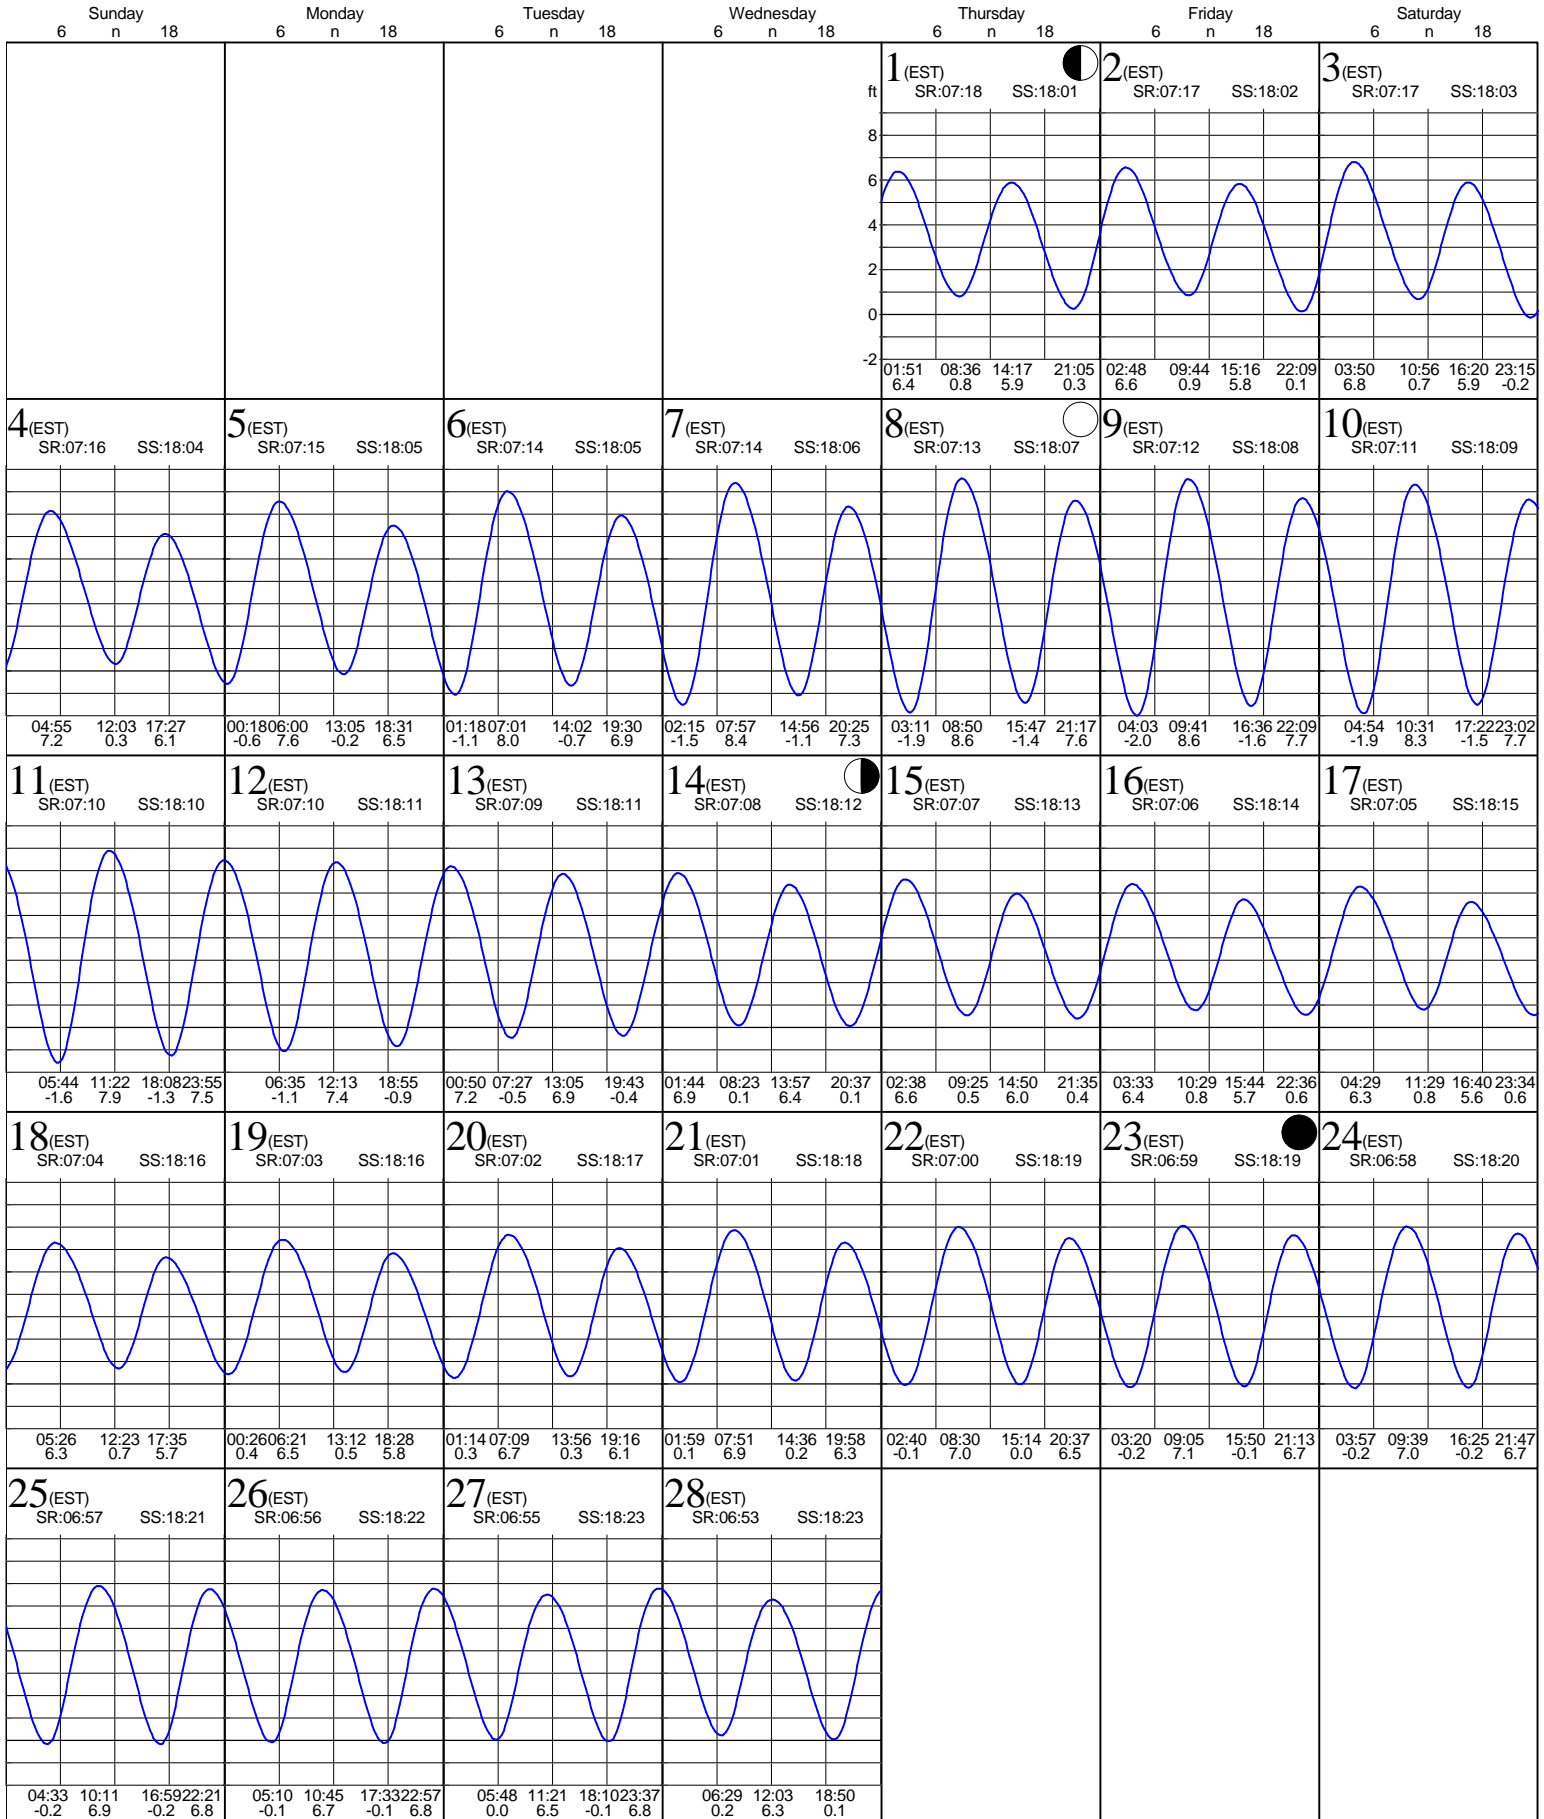 Sunday Monday Tuesday Wednesday Thursday Friday Saturday
6 n 18 6 n 18 6 n 18 6 n 18 6 n 18 6 n 18 6 n 18
1(EST) 2(EST) 3(EST)
ft SR:07:18 SS:18:01 SR:07:17 SS:18:02 SR:07:17 SS:18:03
8
6
4
2
0
-2
01:51 08:36 14:17 21:05 02:48 09:44 15:16 22:09 03:50 10:56 16:20 23:15
6.4 0.8 5.9 0.3 6.6 0.9 5.8 0.1 6.8 0.7 5.9 -0.2
4(EST) 5(EST) 6(EST) 7(EST) 8(EST) 9(EST) 10(EST)
SR:07:16 SS:18:04 SR:07:15 SS:18:05 SR:07:14 SS:18:05 SR:07:14 SS:18:06 SR:07:13 SS:18:07 SR:07:12 SS:18:08 SR:07:11 SS:18:09
04:55 12:03 17:27 00:18 06:00 13:05 18:31 01:18 07:01 14:02 19:30 02:15 07:57 14:56 20:25 03:11 08:50 15:47 21:17 04:03 09:41 16:36 22:09 04:54 10:31 17:22 23:02
7.2 0.3 6.1 -0.6 7.6 -0.2 6.5 -1.1 8.0 -0.7 6.9 -1.5 8.4 -1.1 7.3 -1.9 8.6 -1.4 7.6 -2.0 8.6 -1.6 7.7 -1.9 8.3 -1.5 7.7
11(EST) 12(EST) 13(EST) 14(EST) 15(EST) 16(EST) 17(EST)
SR:07:10 SS:18:10 SR:07:10 SS:18:11 SR:07:09 SS:18:11 SR:07:08 SS:18:12 SR:07:07 SS:18:13 SR:07:06 SS:18:14 SR:07:05 SS:18:15
05:44 11:22 18:08 23:55 06:35 12:13 18:55 00:50 07:27 13:05 19:43 01:44 08:23 13:57 20:37 02:38 09:25 14:50 21:35 03:33 10:29 15:44 22:36 04:29 11:29 16:40 23:34
-1.6 7.9 -1.3 7.5 -1.1 7.4 -0.9 7.2 -0.5 6.9 -0.4 6.9 0.1 6.4 0.1 6.6 0.5 6.0 0.4 6.4 0.8 5.7 0.6 6.3 0.8 5.6 0.6
18(EST) 19(EST) 20(EST) 21(EST) 22(EST) 23(EST) 24(EST)
SR:07:04 SS:18:16 SR:07:03 SS:18:16 SR:07:02 SS:18:17 SR:07:01 SS:18:18 SR:07:00 SS:18:19 SR:06:59 SS:18:19 SR:06:58 SS:18:20
05:26 12:23 17:35 00:26 06:21 13:12 18:28 01:14 07:09 13:56 19:16 01:59 07:51 14:36 19:58 02:40 08:30 15:14 20:37 03:20 09:05 15:50 21:13 03:57 09:39 16:25 21:47
6.3 0.7 5.7 0.4 6.5 0.5 5.8 0.3 6.7 0.3 6.1 0.1 6.9 0.2 6.3 -0.1 7.0 0.0 6.5 -0.2 7.1 -0.1 6.7 -0.2 7.0 -0.2 6.7
25(EST) 26(EST) 27(EST) 28(EST)
SR:06:57 SS:18:21 SR:06:56 SS:18:22 SR:06:55 SS:18:23 SR:06:53 SS:18:23
04:33 10:11 16:59 22:21 05:10 10:45 17:33 22:57 05:48 11:21 18:10 23:37 06:29 12:03 18:50
-0.2 6.9 -0.2 6.8 -0.1 6.7 -0.1 6.8 0.0 6.5 -0.1 6.8 0.2 6.3 0.1